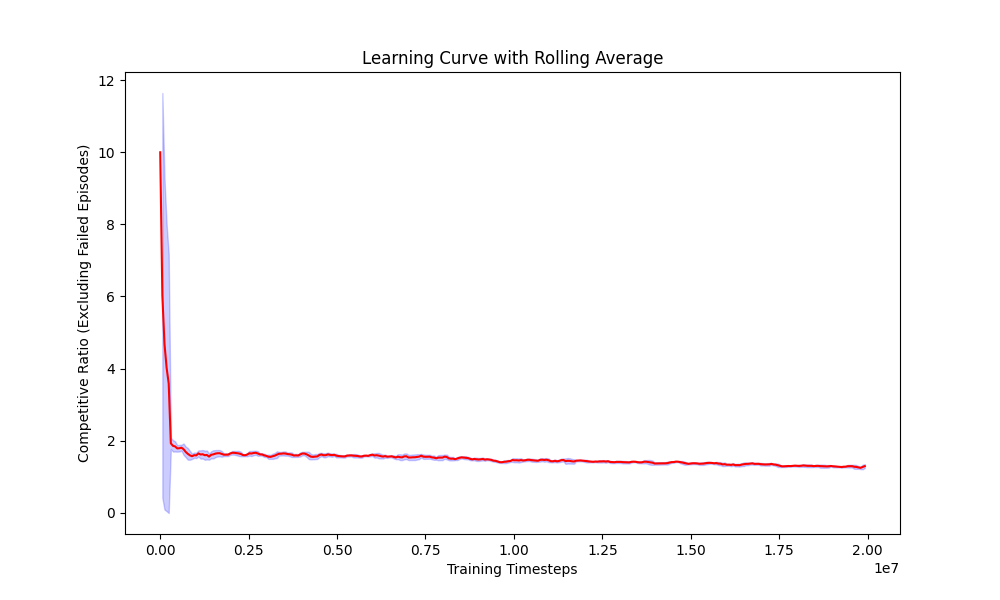 Learning Curve with Rolling Average
Competitive Ratio (Excluding Failed Episodes)
12
10
8
6
4
2
0
0.00 0.25 0.50 0.75 1.00 1.25 1.50 1.75 2.00
1e7
Training Timesteps